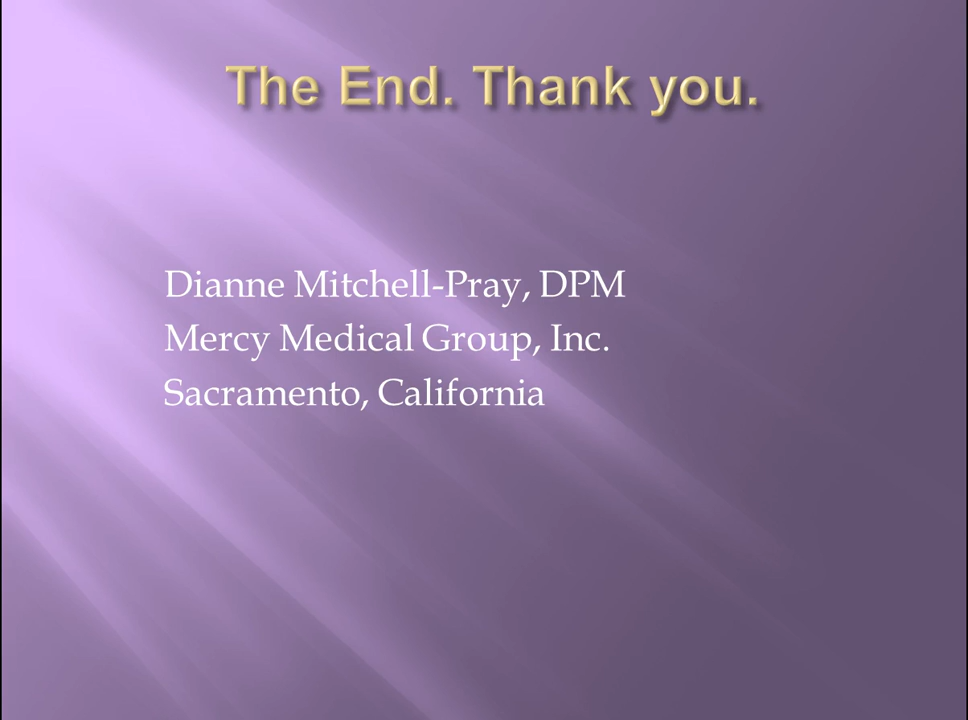 The End. Thank you.
Dianne Mitchell-Pray, DPM
Mercy Medical Group, Inc.
Sacramento, California